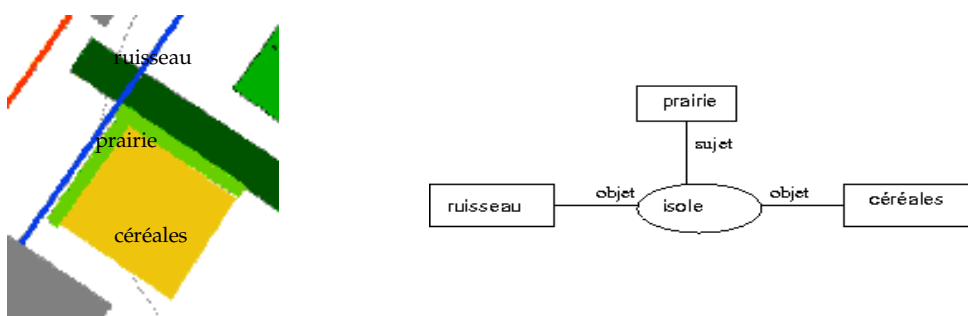 ruisseau
prairie
céréales
prairie
sujet
objet
objet
ruisseau
isole
céréales